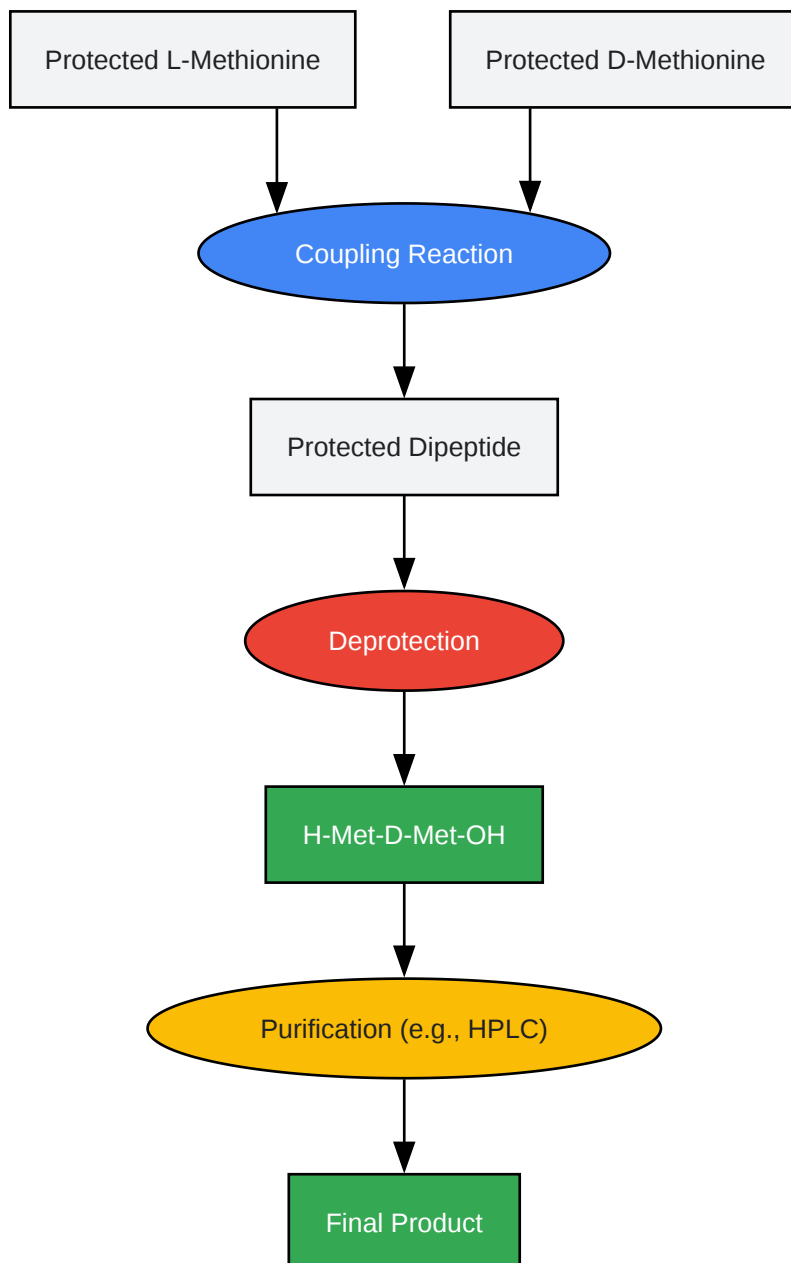 Protected L-Methionine
Protected D-Methionine
Coupling Reaction
Protected Dipeptide
Deprotection
H-Met-D-Met-OH
Purification (e.g., HPLC)
Final Product